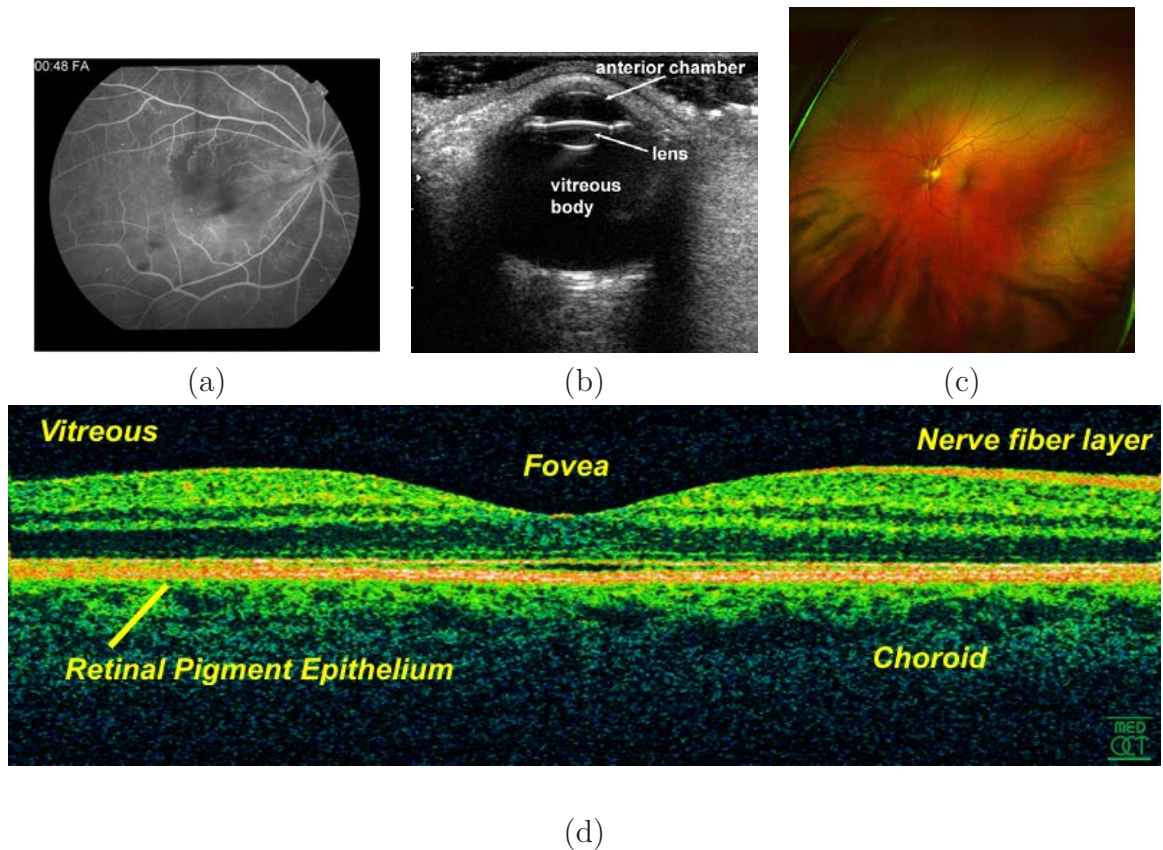 00:48 FA
anterior chamber
lens
vitreous
body
(a)
(b)
(c)
Vitreous
Fovea
Nerve fiber layer
Retinal Pigment Epithelium
Choroid
MED
OCT
(d)